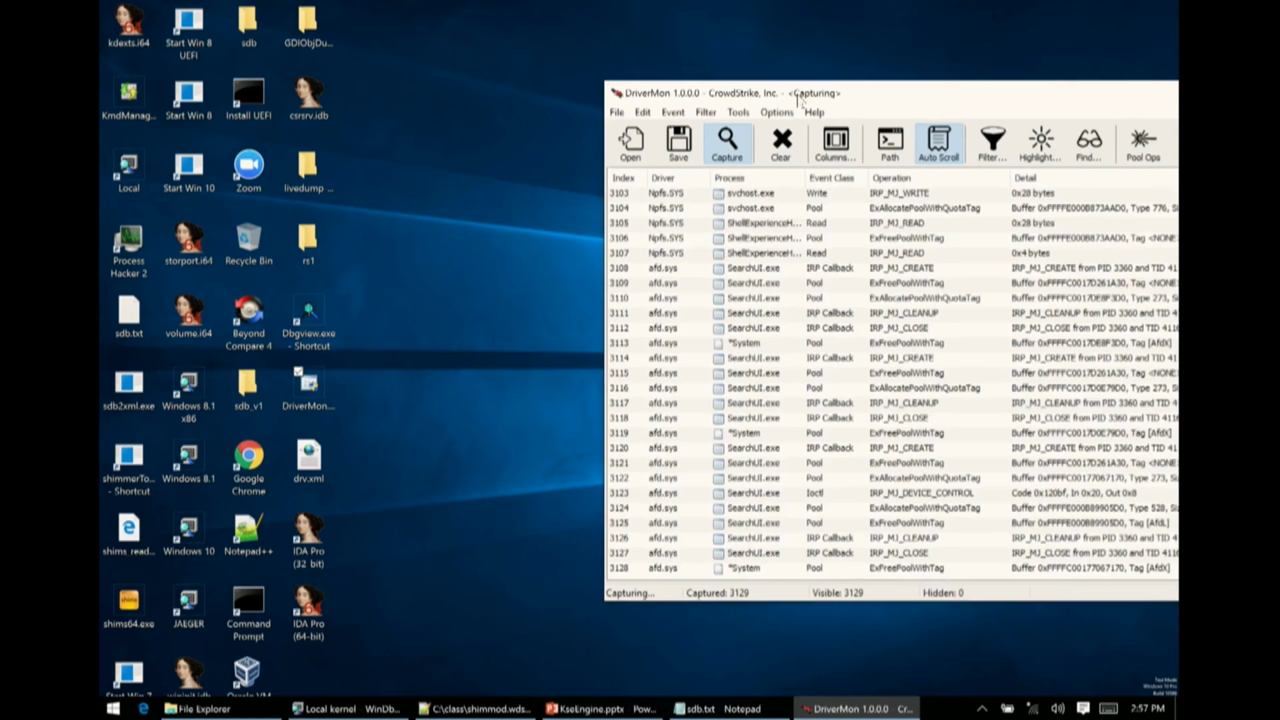 kdexts.i64
Start Win 8
UEFI
sdb
GDIObjDu...
KmdManag...
Start Win 8
Install UEFI
csrsrv.idb
Local
Start Win 10
Zoom
livedump ...
Process
Hacker 2
storport.i64
Recycle Bin
rs1
sdb.txt
volume.i64
Beyond
Compare 4
Dbgview.exe
- Shortcut
sdb2xml.exe
Windows 8.1
x86
sdb_v1
DriverMon...
shimmerTo...
- Shortcut
Windows 8.1
Google
Chrome
drv.xml
shims_read...
Windows 10
Notepad++
IDA Pro
(32 bit)
shims64.exe
JAEGER
Command
Prompt
IDA Pro
(64-bit)
DriverMon 1.0.0.0 - CrowdStrike, Inc. - <Capturing>
File Edit Event Filter Tools Options Help
Open Save Capture Clear Columns... Path Auto Scroll Filter... Highlight... Find... Pool Ops
Index Driver Process Event Class Operation Detail
3103 Npfs.SYS svchost.exe Write IRP_MJ_WRITE 0x28 bytes
3104 Npfs.SYS svchost.exe Pool ExAllocatePoolWithQuotaTag Buffer 0xFFFFE000B873AAD0, Type 776, Si
3105 Npfs.SYS ShellExperienceH... Read IRP_MJ_READ 0x28 bytes
3106 Npfs.SYS ShellExperienceH... Pool ExFreePoolWithTag Buffer 0xFFFFE000B873AAD0, Tag <NONE
3107 Npfs.SYS ShellExperienceH... Read IRP_MJ_READ 0x4 bytes
3108 afd.sys SearchUI.exe IRP Callback IRP_MJ_CREATE IRP_MJ_CREATE from PID 3360 and TID 41
3109 afd.sys SearchUI.exe Pool ExFreePoolWithTag Buffer 0xFFFFC0017D261A30, Tag <NONE
3110 afd.sys SearchUI.exe Pool ExAllocatePoolWithQuotaTag Buffer 0xFFFFC0017DE8F3D0, Type 273, Si
3111 afd.sys SearchUI.exe IRP Callback IRP_MJ_CLEANUP IRP_MJ_CLEANUP from PID 3360 and TID 4
3112 afd.sys SearchUI.exe IRP Callback IRP_MJ_CLOSE IRP_MJ_CLOSE from PID 3360 and TID 4116
3113 afd.sys *System Pool ExFreePoolWithTag Buffer 0xFFFFC0017DE8F3D0, Tag [AfdX]
3114 afd.sys SearchUI.exe IRP Callback IRP_MJ_CREATE IRP_MJ_CREATE from PID 3360 and TID 41
3115 afd.sys SearchUI.exe Pool ExFreePoolWithTag Buffer 0xFFFFC0017D261A30, Tag <NONE
3116 afd.sys SearchUI.exe Pool ExAllocatePoolWithQuotaTag Buffer 0xFFFFC0017D0E79D0, Type 273, Si
3117 afd.sys SearchUI.exe IRP Callback IRP_MJ_CLEANUP IRP_MJ_CLEANUP from PID 3360 and TID 4
3118 afd.sys SearchUI.exe IRP Callback IRP_MJ_CLOSE IRP_MJ_CLOSE from PID 3360 and TID 4116
3119 afd.sys *System Pool ExFreePoolWithTag Buffer 0xFFFFC0017D0E79D0, Tag [AfdX]
3120 afd.sys SearchUI.exe IRP Callback IRP_MJ_CREATE IRP_MJ_CREATE from PID 3360 and TID 41
3121 afd.sys SearchUI.exe Pool ExFreePoolWithTag Buffer 0xFFFFC0017D261A30, Tag <NONE
3122 afd.sys SearchUI.exe Pool ExAllocatePoolWithQuotaTag Buffer 0xFFFFC00177067170, Type 273, Si
3123 afd.sys SearchUI.exe Ioctl IRP_MJ_DEVICE_CONTROL Code 0x120bf, In 0x20, Out 0x8
3124 afd.sys SearchUI.exe Pool ExAllocatePoolWithQuotaTag Buffer 0xFFFFE000B89905D0, Type 528, Si
3125 afd.sys SearchUI.exe Pool ExFreePoolWithTag Buffer 0xFFFFE000B89905D0, Tag [AfdL]
3126 afd.sys SearchUI.exe IRP Callback IRP_MJ_CLEANUP IRP_MJ_CLEANUP from PID 3360 and TID 4
3127 afd.sys SearchUI.exe IRP Callback IRP_MJ_CLOSE IRP_MJ_CLOSE from PID 3360 and TID 4116
3128 afd.sys *System Pool ExFreePoolWithTag Buffer 0xFFFFC00177067170, Tag [AfdX]
Capturing... Captured: 3129 Visible: 3129 Hidden: 0
Test Mode
Windows 10 Pro
File Explorer Local kernel - WinDb... C:\class\shimmod.wds... KseEngine.pptx - Pow... sdb.txt - Notepad DriverMon 1.0.0.0 - Cr... 2:57 PM